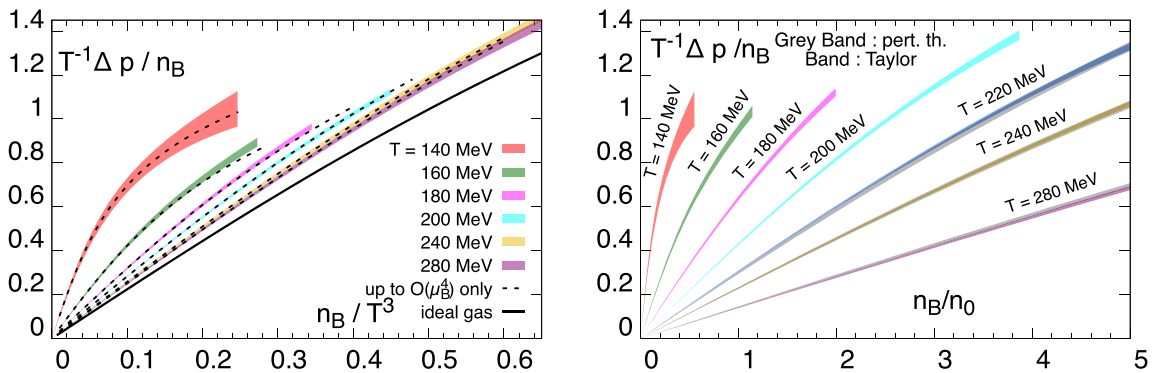 1.4
1.2
1
0.8
0.6
0.4
0.2
0
T⁻¹Δ p / n_B
T = 140 MeV
160 MeV
180 MeV
200 MeV
240 MeV
280 MeV
up to O(μ_B⁴) only
ideal gas
n_B / T³
0 0.1 0.2 0.3 0.4 0.5 0.6
1.4
1.2
1
0.8
0.6
0.4
0.2
0
T⁻¹Δ p /n_B
Grey Band : pert. th.
Band : Taylor
T = 140 MeV
T = 160 MeV
T = 180 MeV
T = 200 MeV
T = 220 MeV
T = 240 MeV
T = 280 MeV
n_B/n_0
0 1 2 3 4 5